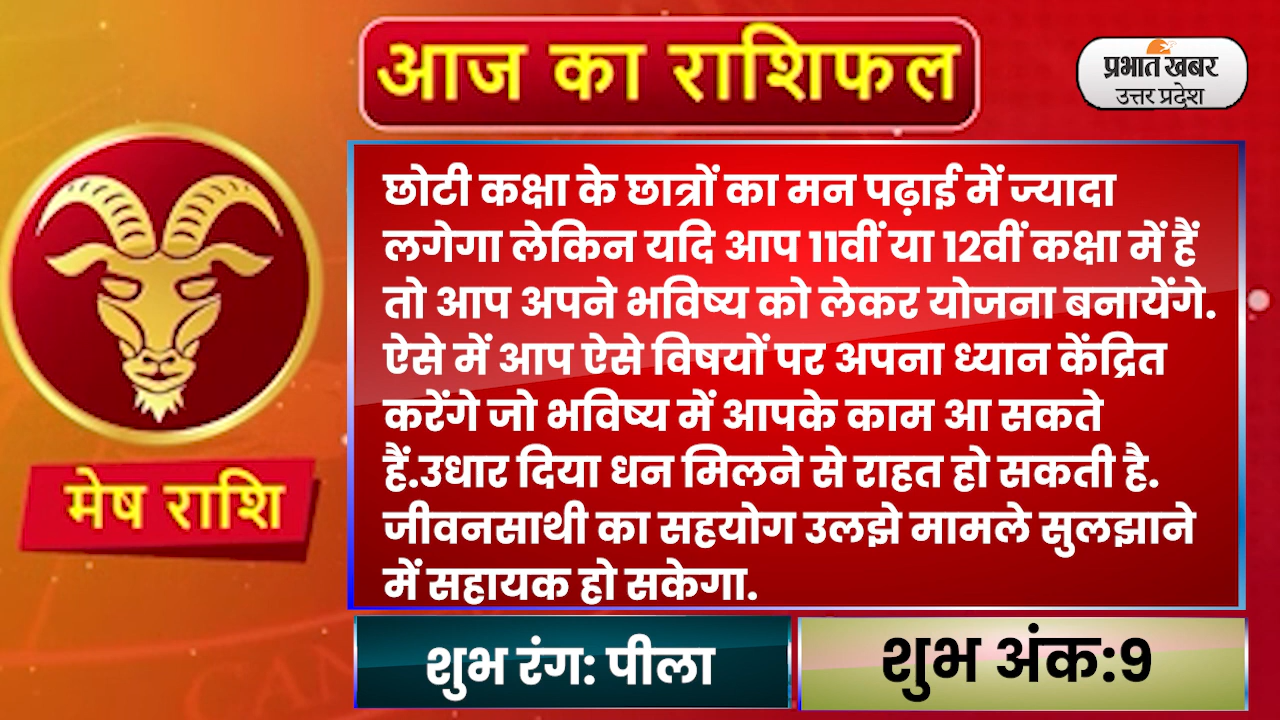 आज का राशिफल
प्रभात खबर
उत्तर प्रदेश
छोटी कक्षा के छात्रों का मन पढ़ाई में ज्यादा
लगेगा लेकिन यदि आप 11वीं या 12वीं कक्षा में हैं
तो आप अपने भविष्य को लेकर योजना बनायेंगे.
ऐसे में आप ऐसे विषयों पर अपना ध्यान केंद्रित
करेंगे जो भविष्य में आपके काम आ सकते
हैं.उधार दिया धन मिलने से राहत हो सकती है.
जीवनसाथी का सहयोग उलझे मामले सुलझाने
में सहायक हो सकेगा.
मेष राशि
शुभ रंग: पीला
शुभ अंक:9